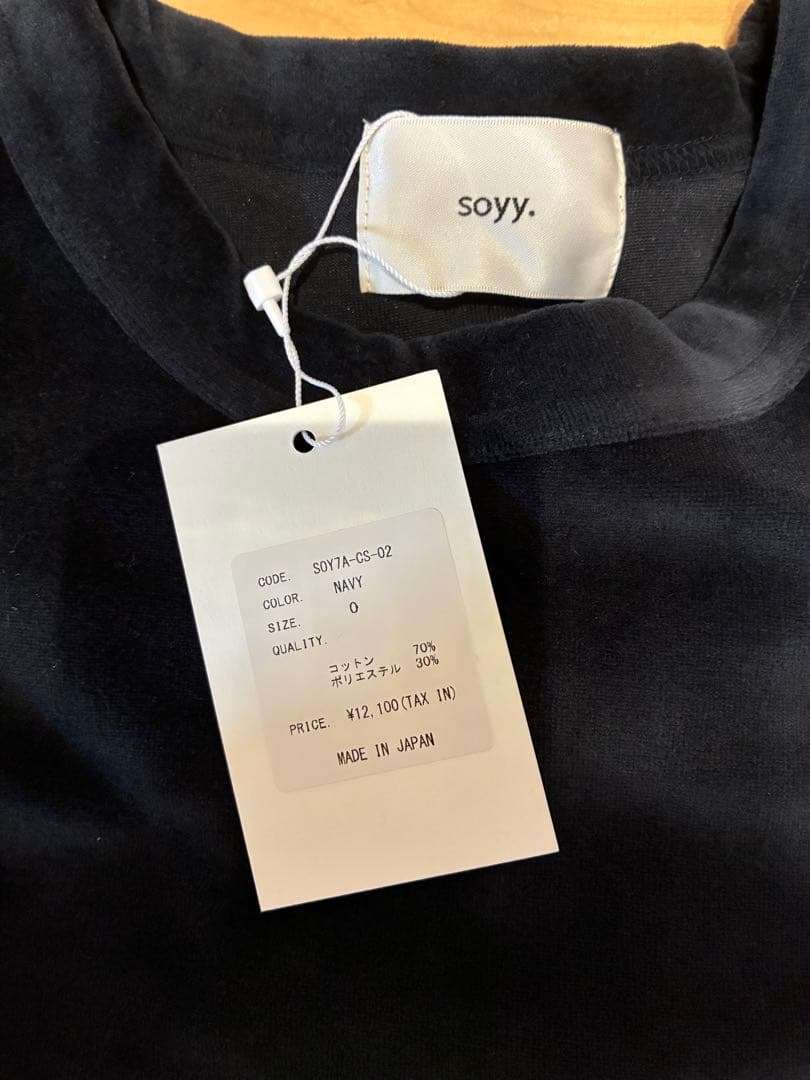 soyy.
CODE. SOY7A-CS-02
COLOR. NAVY
SIZE. 0
QUALITY.
コットン 70%
ポリエステル 30%
PRICE. ¥12,100(TAX IN)
MADE IN JAPAN